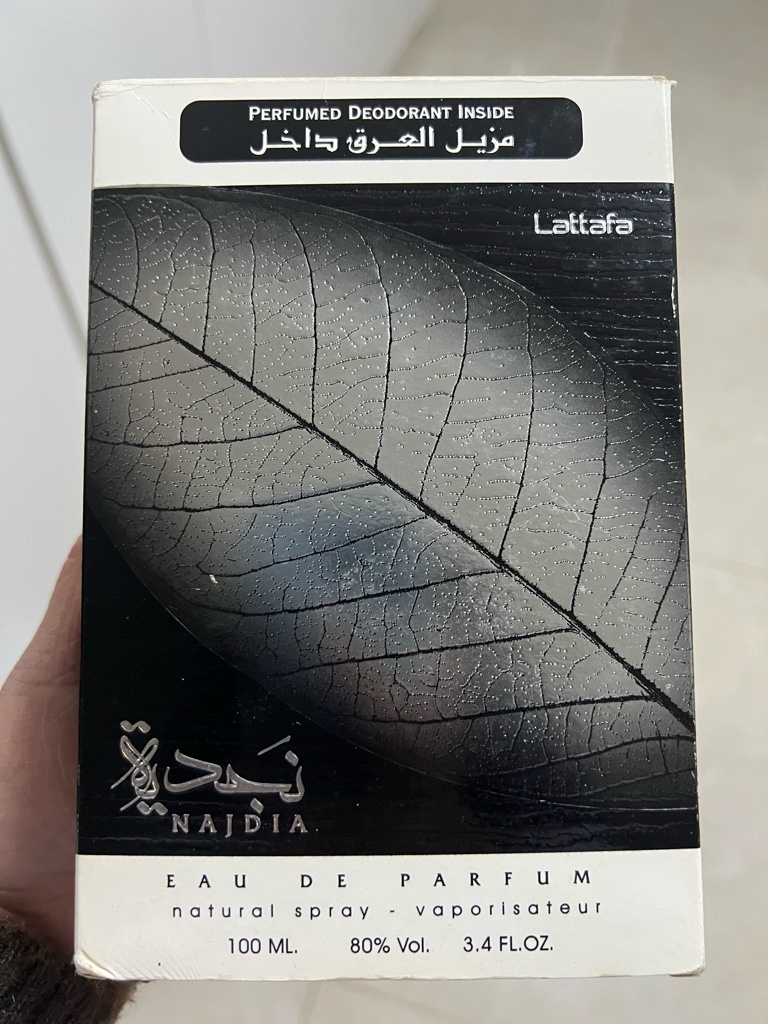 PERFUMED DEODORANT INSIDE
مزيل العرق داخل
Lattafa
نجدية
NAJDIA
EAU DE PARFUM
natural spray - vaporisateur
100 ML. 80% Vol. 3.4 FL.OZ.